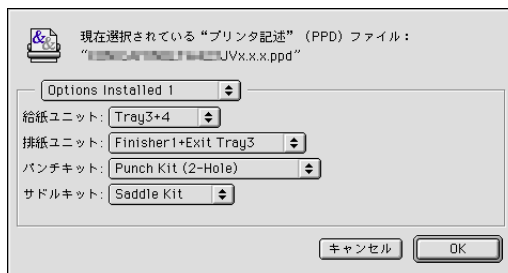 現在選択されている“プリンタ記述” (PPD) ファイル：
JVx.x.x.ppd”
Options Installed 1
給紙ユニット: Tray3+4
排紙ユニット: Finisher1+Exit Tray3
パンチキット: Punch Kit (2-Hole)
サドルキット: Saddle Kit
キャンセル OK